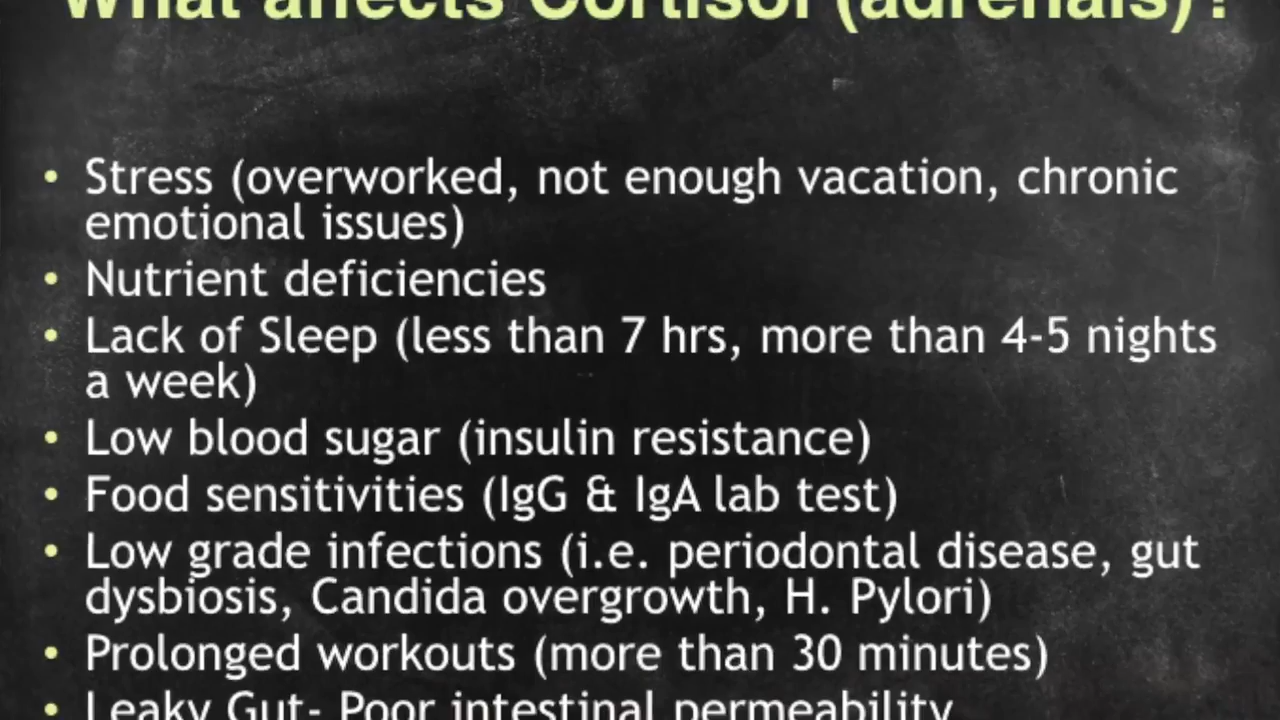 What affects Cortisol (adrenals)?
• Stress (overworked, not enough vacation, chronic
emotional issues)
• Nutrient deficiencies
• Lack of Sleep (less than 7 hrs, more than 4-5 nights
a week)
• Low blood sugar (insulin resistance)
• Food sensitivities (IgG & IgA lab test)
• Low grade infections (i.e. periodontal disease, gut
dysbiosis, Candida overgrowth, H. Pylori)
• Prolonged workouts (more than 30 minutes)
• Leaky Gut- Poor intestinal permeability